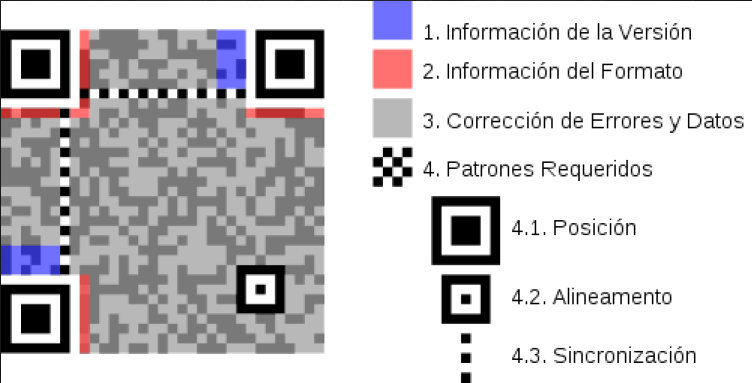 1. Información de la Versión
2. Información del Formato
3. Corrección de Errores y Datos
4. Patrones Requeridos
4.1. Posición
4.2. Alineamento
4.3. Sincronización